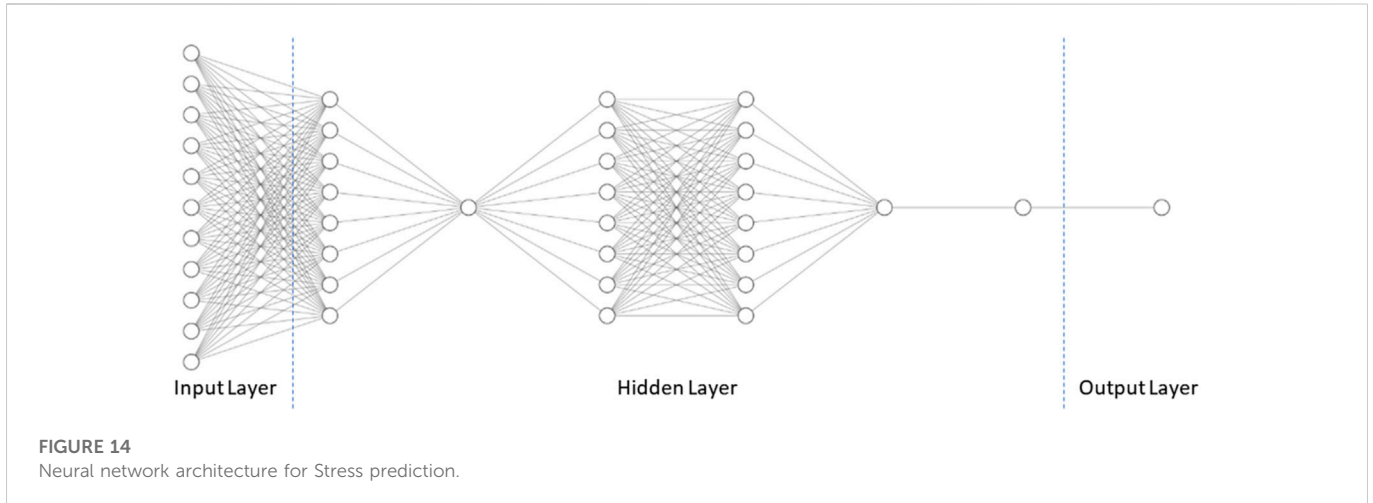 Input Layer
Hidden Layer
Output Layer
FIGURE 14
Neural network architecture for Stress prediction.